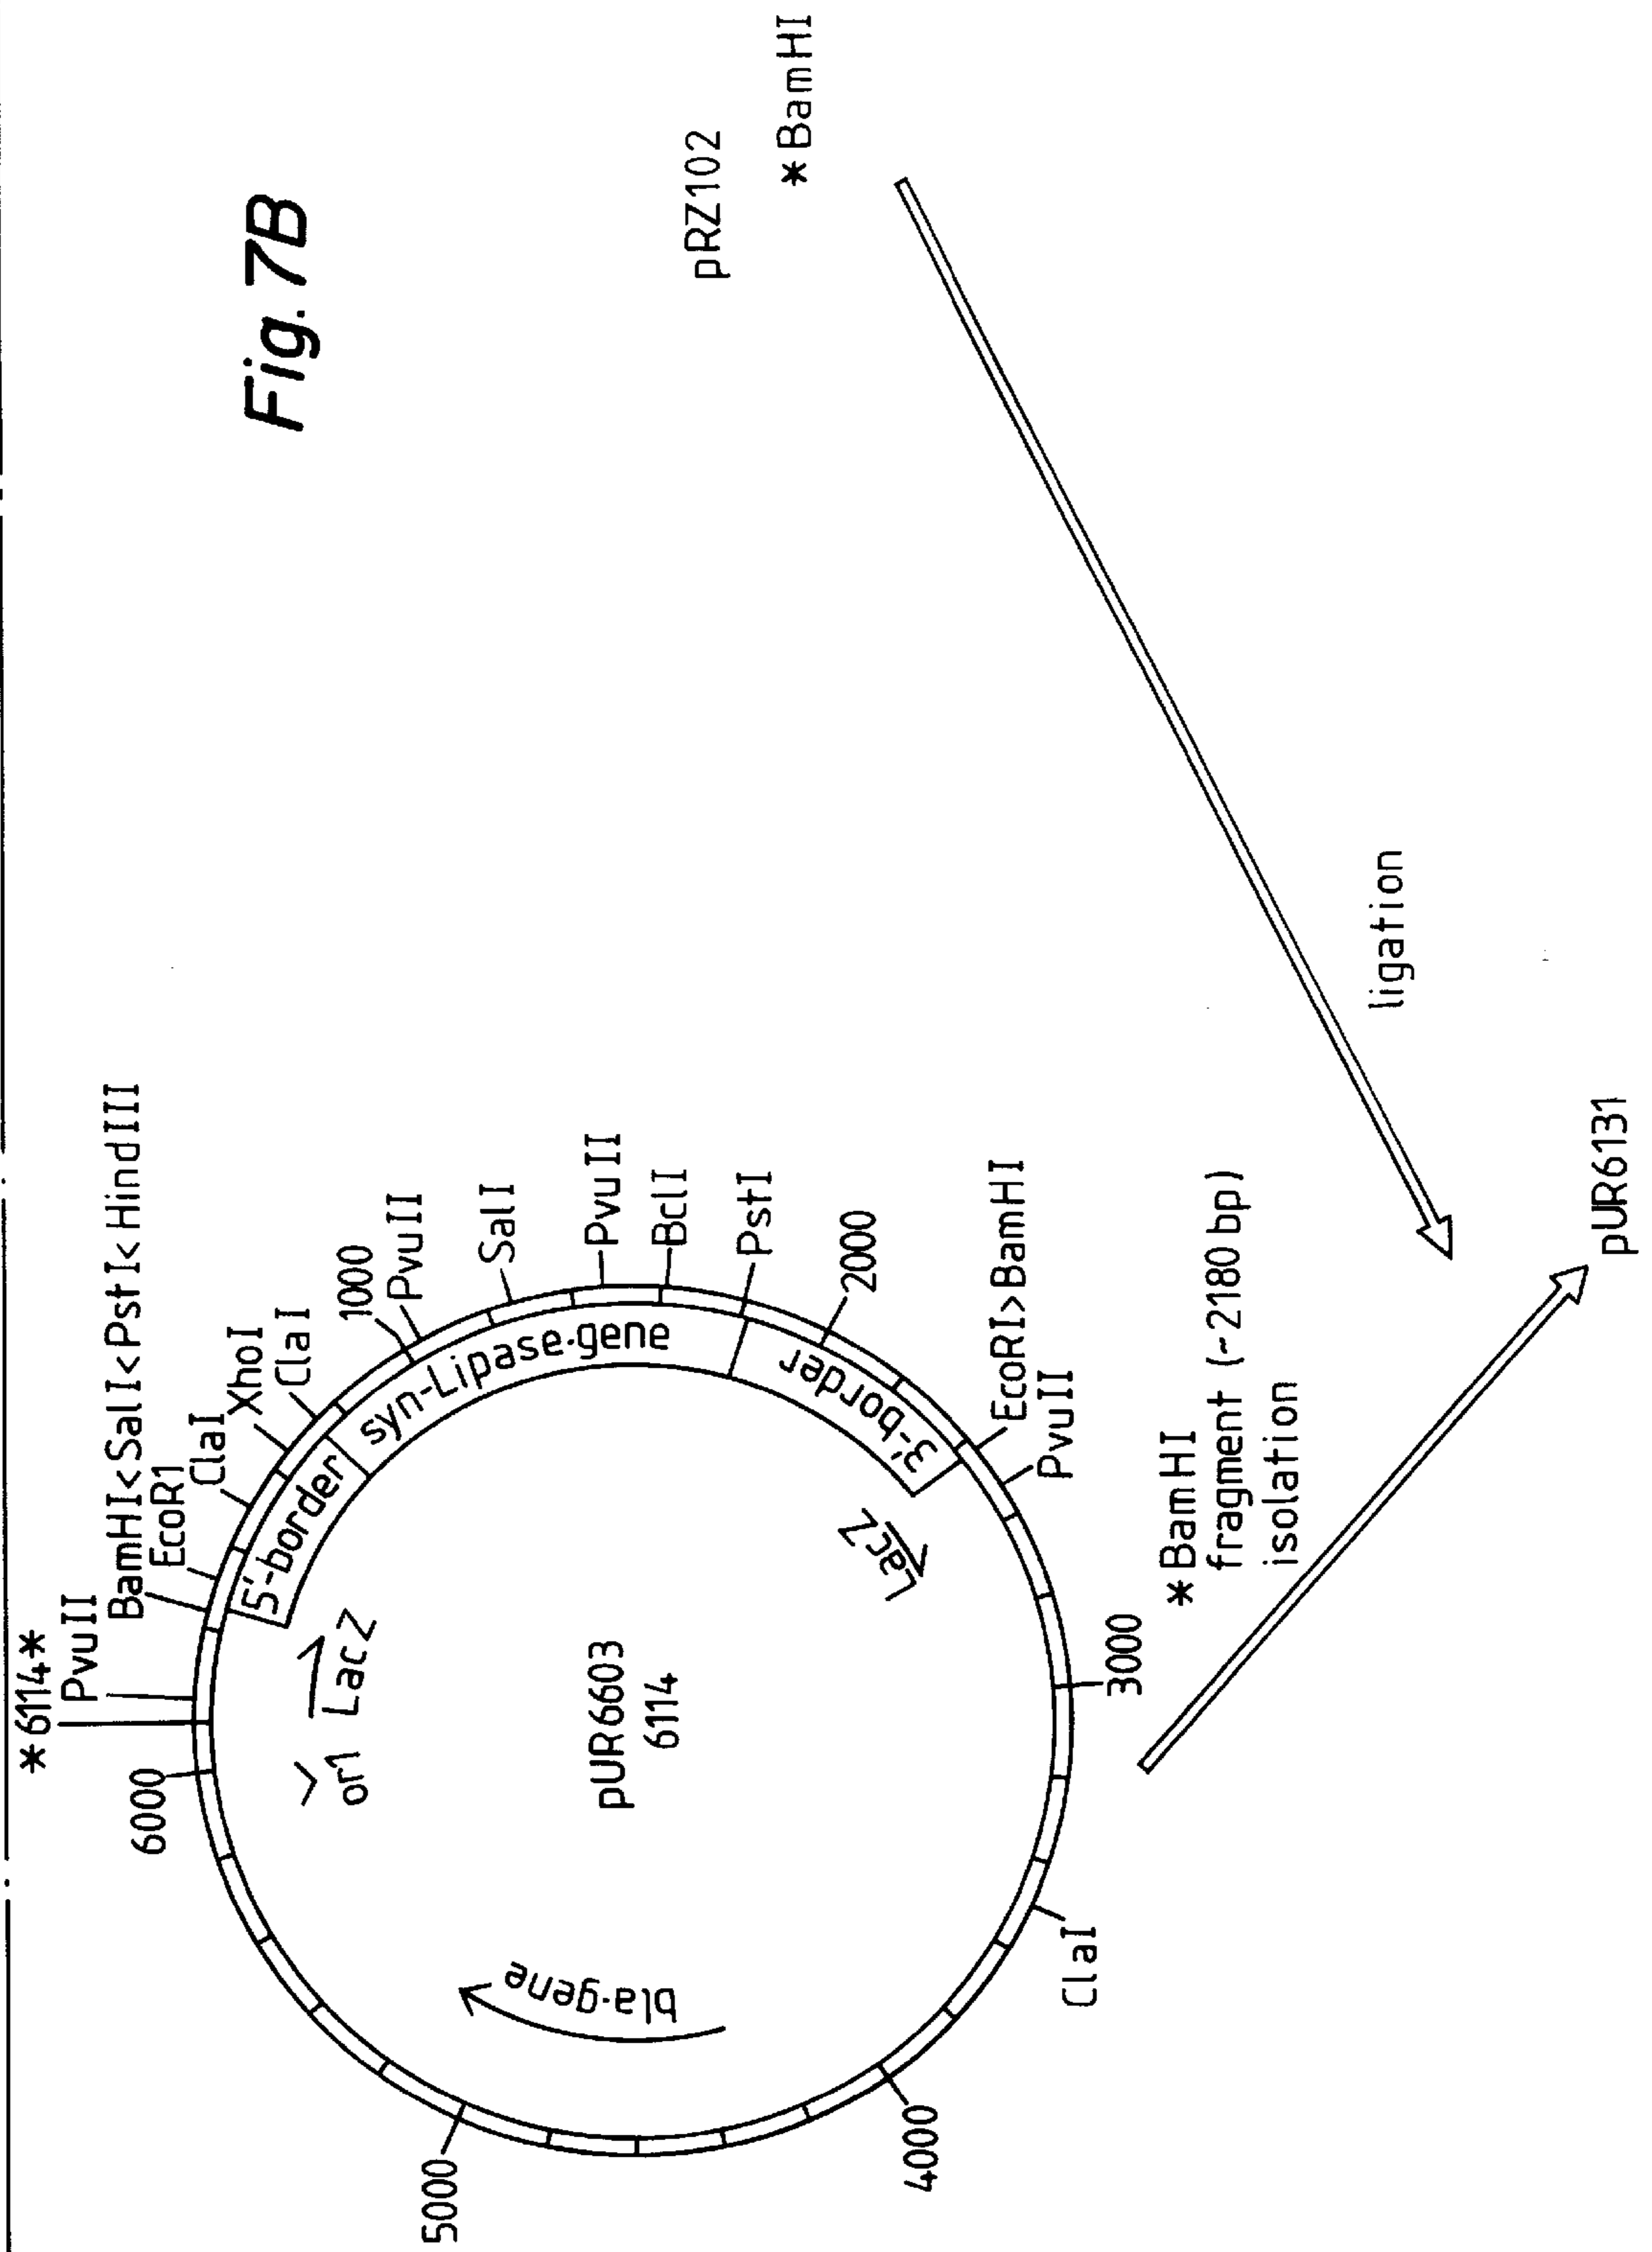 Fig. 7B
*6114*
PvuII
BamHI<SalI<PstI<HindIII
EcoR1
ClaI
XhoI
ClaI
1000
PvuII
SalI
PvuII
BclI
PstI
2000
EcoRI>BamHI
PvuII
3000
ClaI
4000
5000
6000
5'-border
syn-Lipase·gene
3'-border
LacZ
or1 LacZ
bla·gene
pUR6603
6114
pRZ102
*BamHI
*BamHI
fragment (~2180 bp)
isolation
ligation
pUR6131